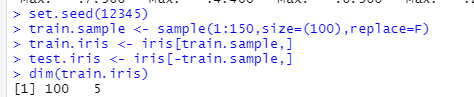 > set.seed(12345)
> train.sample <- sample(1:150,size=(100),replace=F)
> train.iris <- iris[train.sample,]
> test.iris <- iris[-train.sample,]
> dim(train.iris)
[1] 100   5